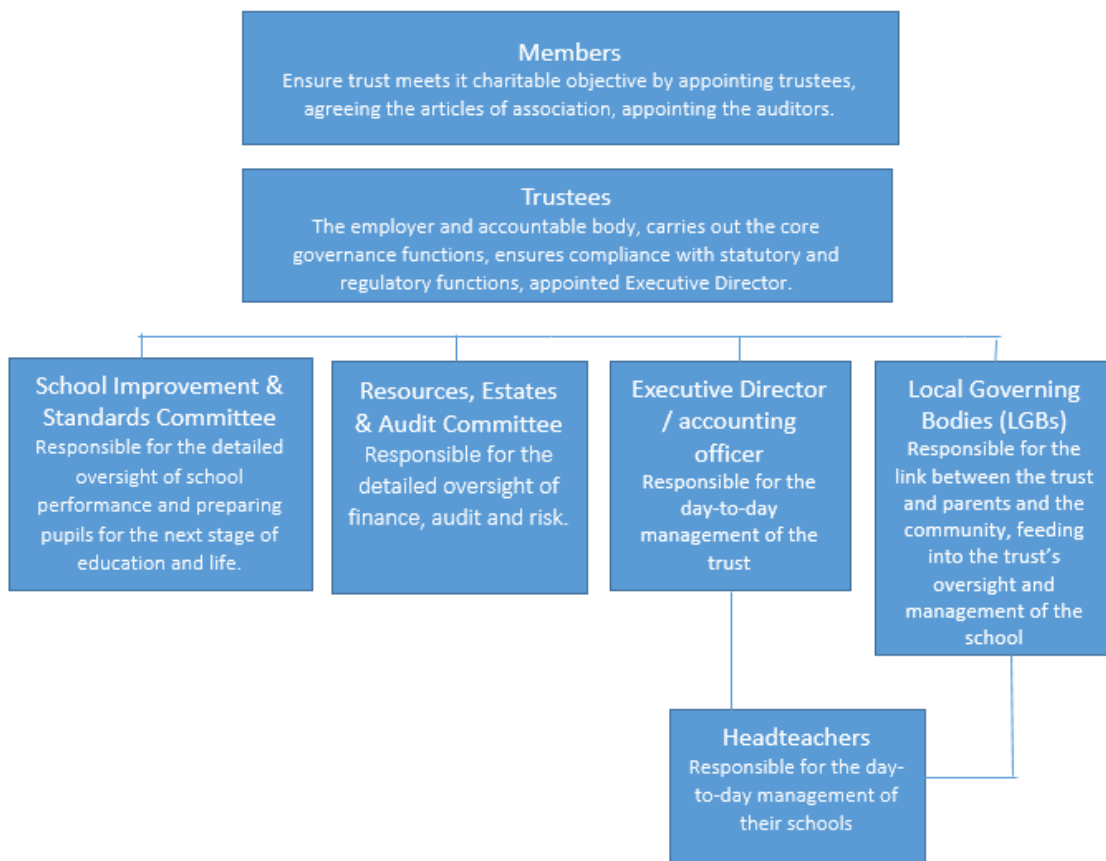 Members
Ensure trust meets it charitable objective by appointing trustees,
agreeing the articles of association, appointing the auditors.
Trustees
The employer and accountable body, carries out the core
governance functions, ensures compliance with statutory and
regulatory functions, appointed Executive Director.
School Improvement &
Standards Committee
Responsible for the detailed
oversight of school
performance and preparing
pupils for the next stage of
education and life.
Resources, Estates
& Audit Committee
Responsible for the
detailed oversight of
finance, audit and risk.
Executive Director
/ accounting
officer
Responsible for the
day-to-day
management of the
trust
Local Governing
Bodies (LGBs)
Responsible for the
link between the trust
and parents and the
community, feeding
into the trust's
oversight and
management of the
school
Headteachers
Responsible for the day-
to-day management of
their schools